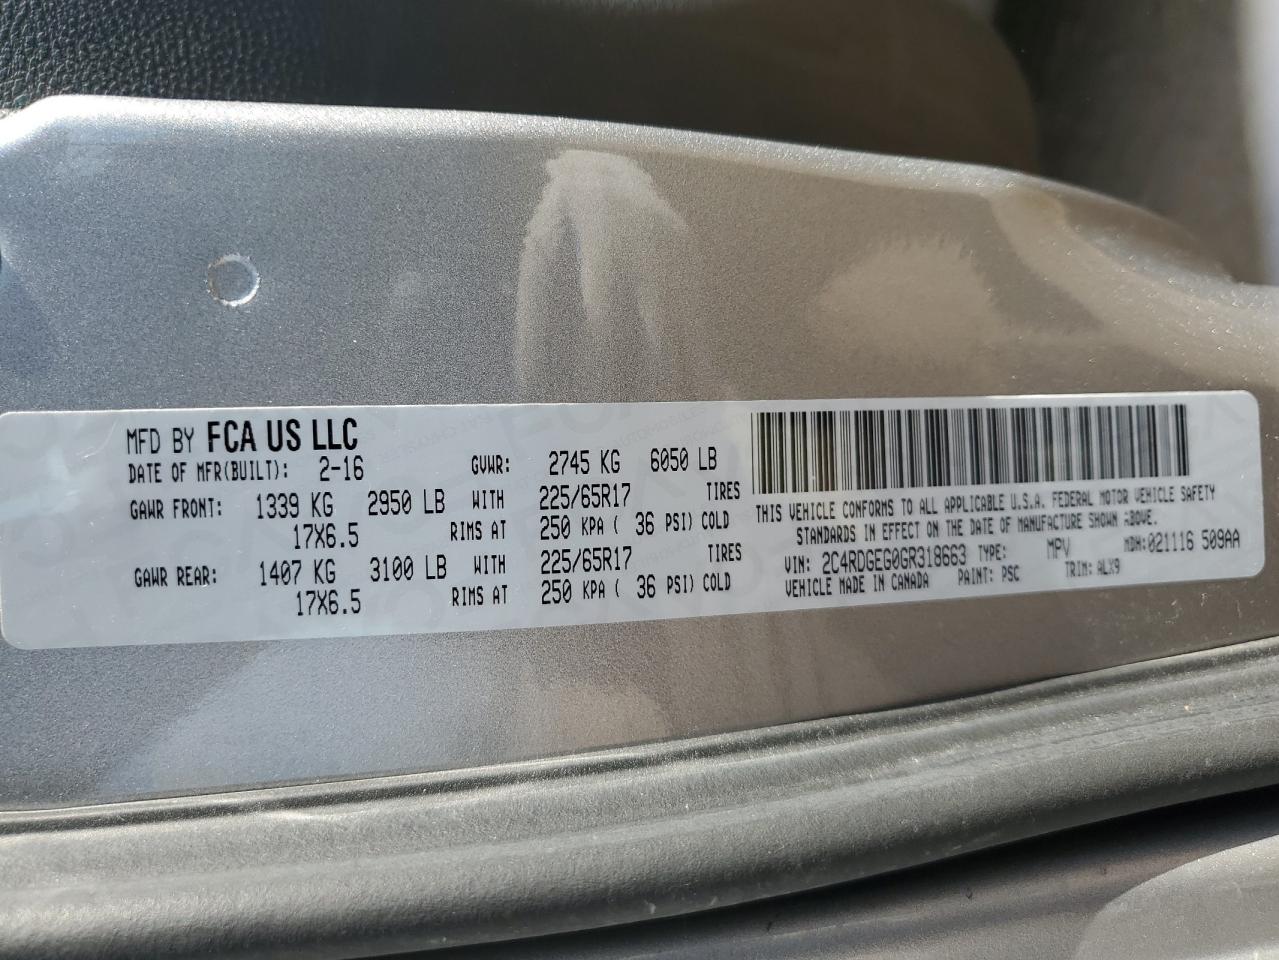 MFD BY FCA US LLC
DATE OF MFR(BUILT): 2-16 GVWR: 2745 KG 6050 LB
GAWR FRONT: 1339 KG 2950 LB WITH 225/65R17 TIRES
17X6.5 RIMS AT 250 KPA ( 36 PSI) COLD
GAWR REAR: 1407 KG 3100 LB WITH 225/65R17 TIRES
17X6.5 RIMS AT 250 KPA ( 36 PSI) COLD
THIS VEHICLE CONFORMS TO ALL APPLICABLE U.S.A. FEDERAL MOTOR VEHICLE SAFETY
STANDARDS IN EFFECT ON THE DATE OF MANUFACTURE SHOWN ABOVE.
VIN: 2C4RDGEG0GR318663 TYPE: MPV MDH:021116 509AA
VEHICLE MADE IN CANADA PAINT: PSC TRIM: ALX9